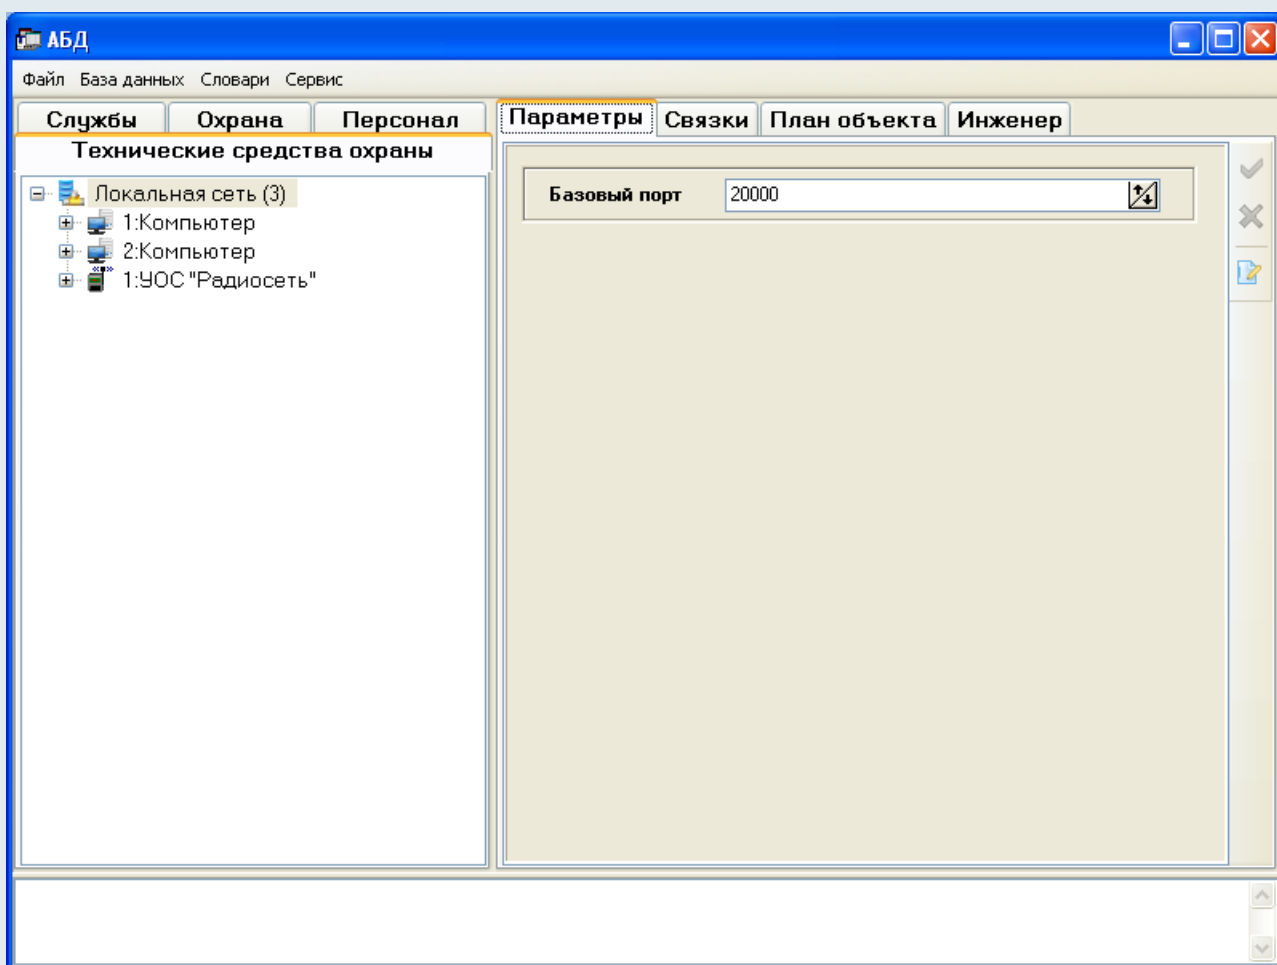 АБД
Файл База данных Словари Сервис
Службы Охрана Персонал
Технические средства охраны
Локальная сеть (3)
1:Компьютер
2:Компьютер
1:УОС "Радиосеть"
Параметры Связки План объекта Инженер
Базовый порт 20000